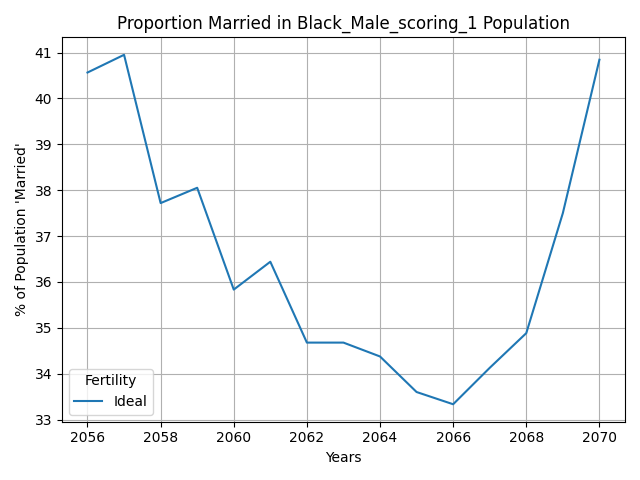 Proportion Married in Black_Male_scoring_1 Population
% of Population 'Married'
41
40
39
38
37
36
35
34
33
Fertility
Ideal
2056 2058 2060 2062 2064 2066 2068 2070
Years